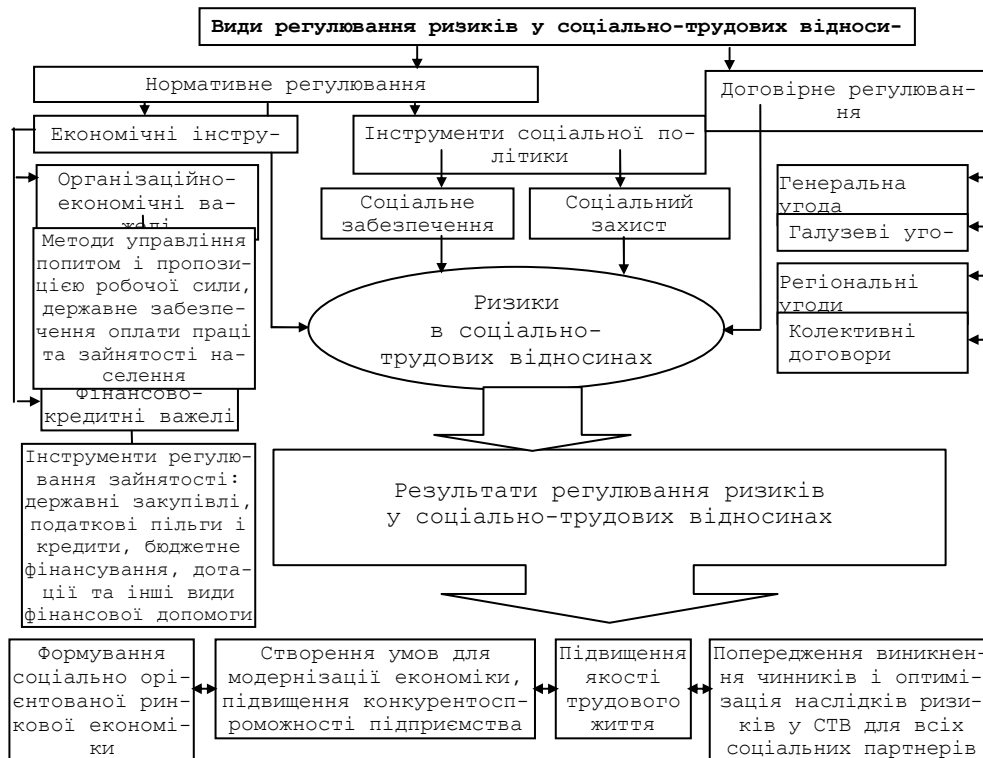 Види регулювання ризиків у соціально-трудових відноси-
Нормативне регулювання
Договірне регулюван-
ня
Економічні інстру-
Інструменти соціальної по-
літики
Організаційно-
економічні ва-
желі
Соціальне
забезпечення
Соціальний
захист
Генеральна
угода
Галузеві уго-
Методи управління
попитом і пропози-
цією робочої сили,
державне забезпе-
чення оплати праці
та зайнятості на-
селення
Ризики
в соціально-
трудових відносинах
Регіональні
угоди
Колективні
договори
Фінансово-
кредитні важелі
Інструменти регулю-
вання зайнятості:
державні закупівлі,
податкові пільги і
кредити, бюджетне
фінансування, дота-
ції та інші види
фінансової допомоги
Результати регулювання ризиків
у соціально-трудових відносинах
Формування
соціально орі-
єнтованої рин-
кової економі-
ки
Створення умов для
модернізації економіки,
підвищення конкурентосп-
роможності підприємства
Підвищення
якості
трудового
життя
Попередження виникнен-
ня чинників і оптимі-
зація наслідків ризи-
ків у СТВ для всіх
соціальних партнерів